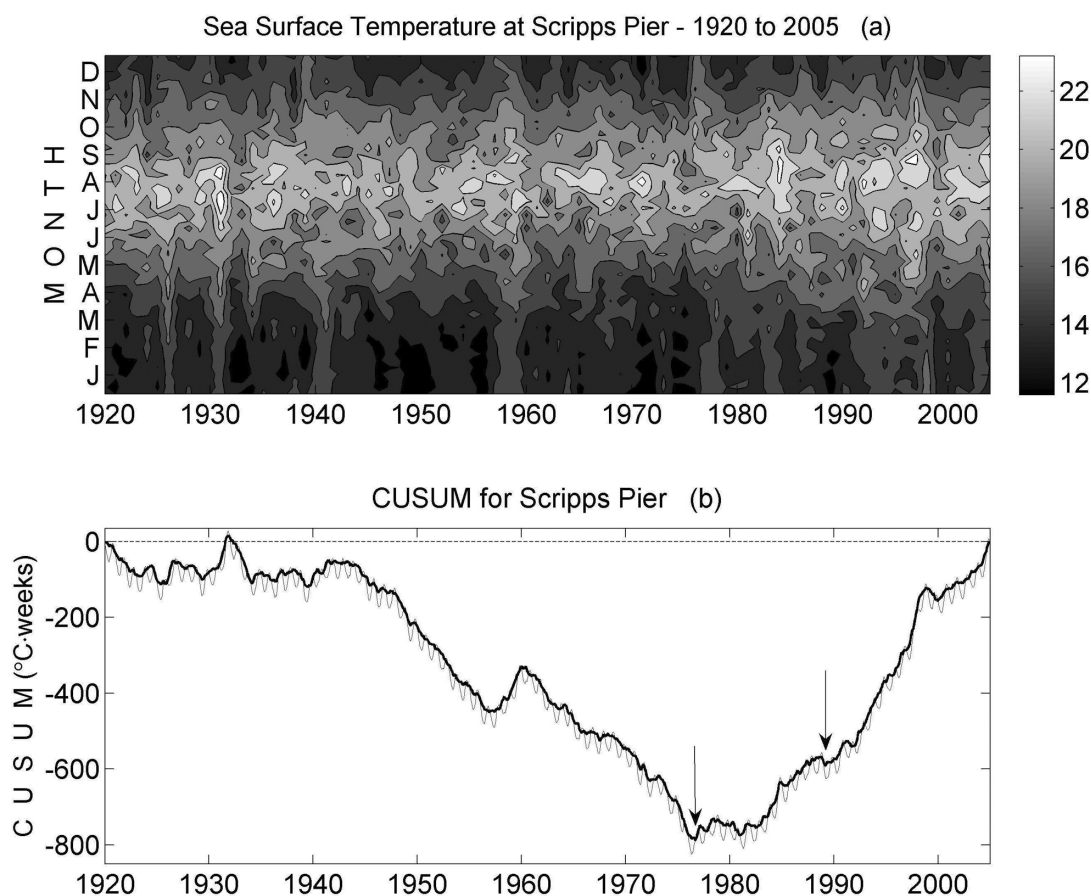 Sea Surface Temperature at Scripps Pier - 1920 to 2005 (a)
M O N T H
D
N
O
S
A
J
J
M
A
M
F
J
1920 1930 1940 1950 1960 1970 1980 1990 2000
22
20
18
16
14
12
CUSUM for Scripps Pier (b)
C U S U M (°C·weeks)
0
-200
-400
-600
-800
1920 1930 1940 1950 1960 1970 1980 1990 2000